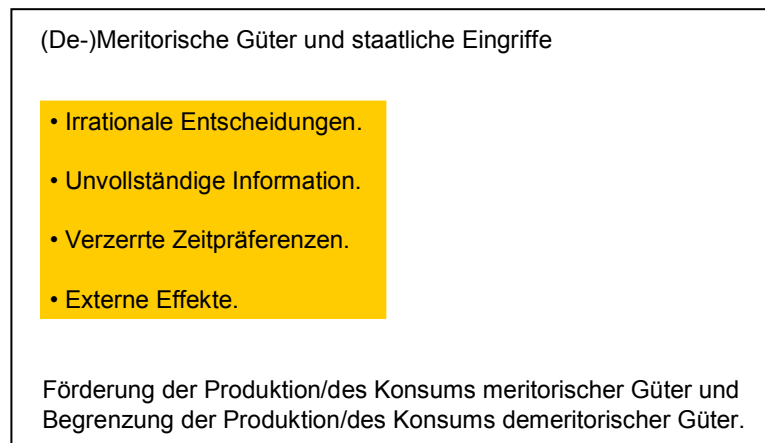 (De-)Meritorische Güter und staatliche Eingriffe
• Irrationale Entscheidungen.
• Unvollständige Information.
• Verzerrte Zeitpräferenzen.
• Externe Effekte.
Förderung der Produktion/des Konsums meritorischer Güter und
Begrenzung der Produktion/des Konsums demeritorischer Güter.